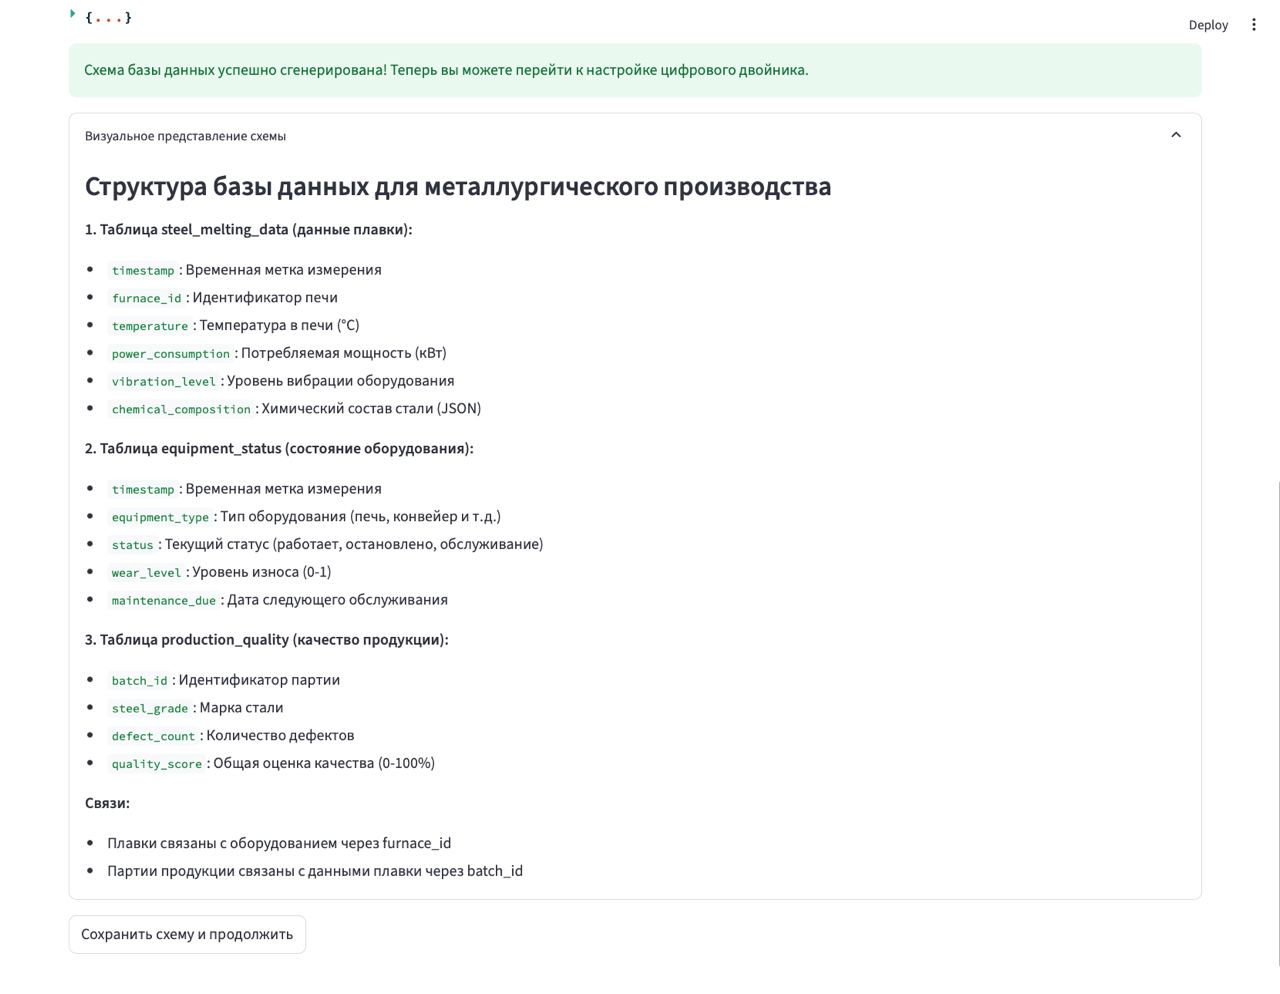 {...}
Deploy
Схема базы данных успешно сгенерирована! Теперь вы можете перейти к настройке цифрового двойника.
Визуальное представление схемы
Структура базы данных для металлургического производства
1. Таблица steel_melting_data (данные плавки):
timestamp : Временная метка измерения
furnace_id : Идентификатор печи
temperature : Температура в печи (°C)
power_consumption : Потребляемая мощность (кВт)
vibration_level : Уровень вибрации оборудования
chemical_composition : Химический состав стали (JSON)
2. Таблица equipment_status (состояние оборудования):
timestamp : Временная метка измерения
equipment_type : Тип оборудования (печь, конвейер и т.д.)
status : Текущий статус (работает, остановлено, обслуживание)
wear_level : Уровень износа (0-1)
maintenance_due : Дата следующего обслуживания
3. Таблица production_quality (качество продукции):
batch_id : Идентификатор партии
steel_grade : Марка стали
defect_count : Количество дефектов
quality_score : Общая оценка качества (0-100%)
Связи:
Плавки связаны с оборудованием через furnace_id
Партии продукции связаны с данными плавки через batch_id
Сохранить схему и продолжить